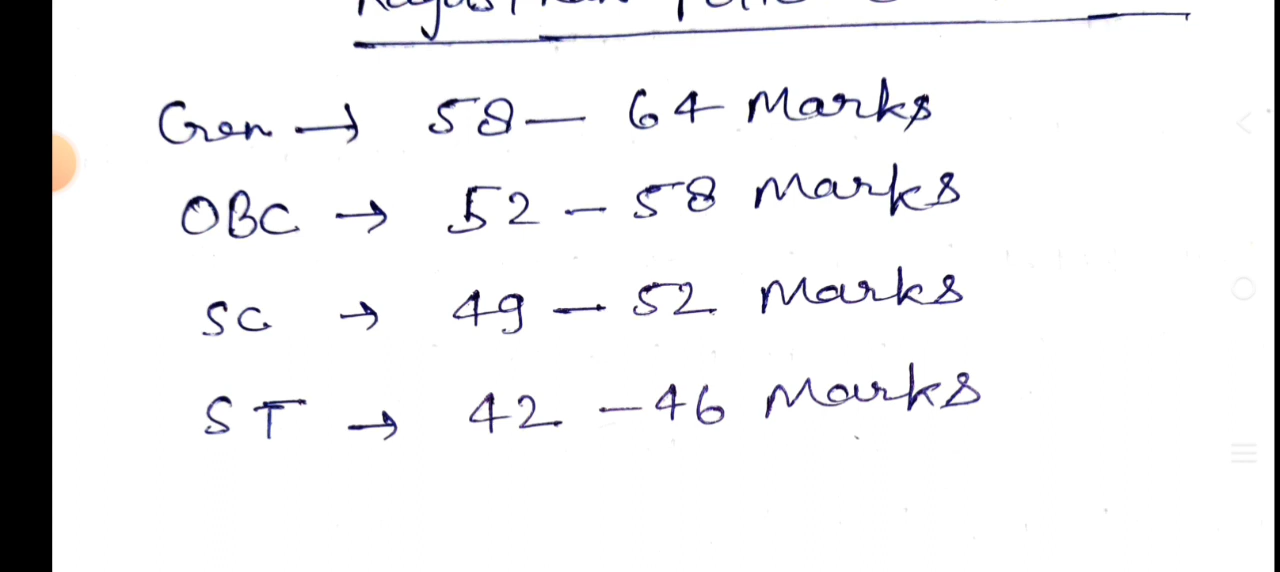 Gen → 58 - 64 Marks
OBC → 52 - 58 Marks
SC → 49 - 52 Marks
ST → 42 - 46 Marks